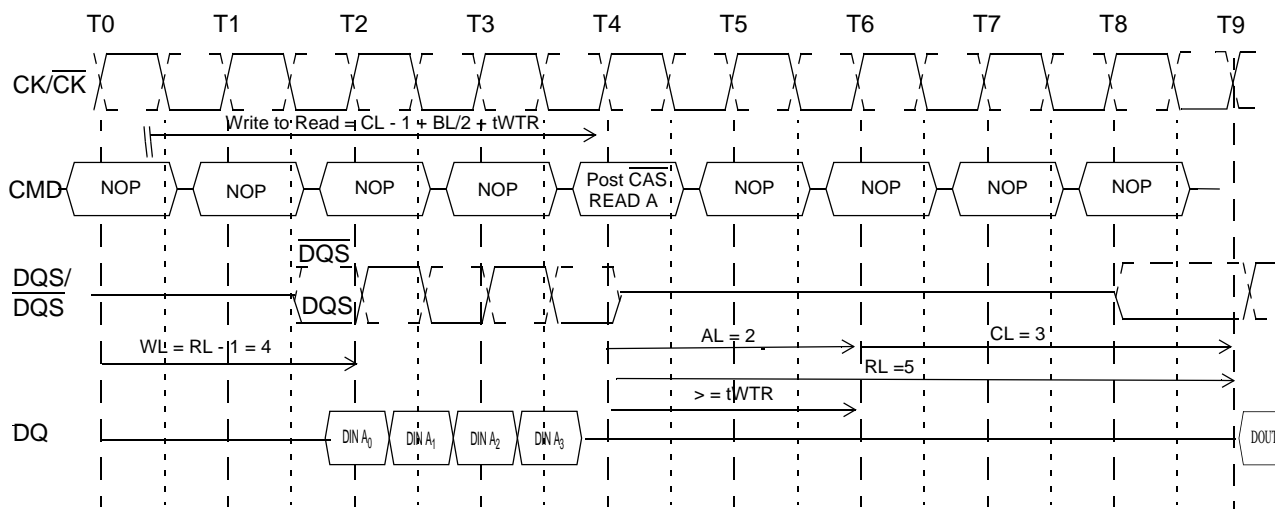 T0 T1 T2 T3 T4 T5 T6 T7 T8 T9
CK/CK
Write to Read = CL - 1 + BL/2 + tWTR
CMD NOP NOP NOP NOP Post CAS READ A NOP NOP NOP NOP
DQS
DQS/
DQS
DQS
WL = RL - 1 = 4
AL = 2
CL = 3
RL =5
> = tWTR
DQ DIN A0 DIN A1 DIN A2 DIN A3 DOUT